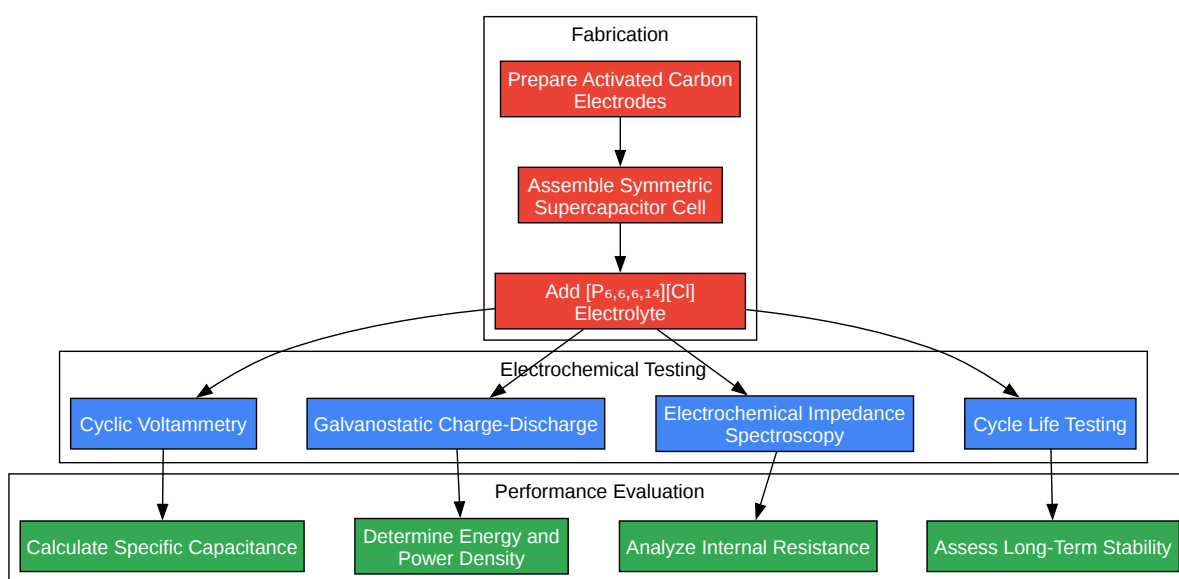 Fabrication
Prepare Activated Carbon
Electrodes
Assemble Symmetric
Supercapacitor Cell
Add [P₆,₆,₆,₁₄][Cl]
Electrolyte
Electrochemical Testing
Cyclic Voltammetry
Galvanostatic Charge-Discharge
Electrochemical Impedance
Spectroscopy
Cycle Life Testing
Performance Evaluation
Calculate Specific Capacitance
Determine Energy and
Power Density
Analyze Internal Resistance
Assess Long-Term Stability